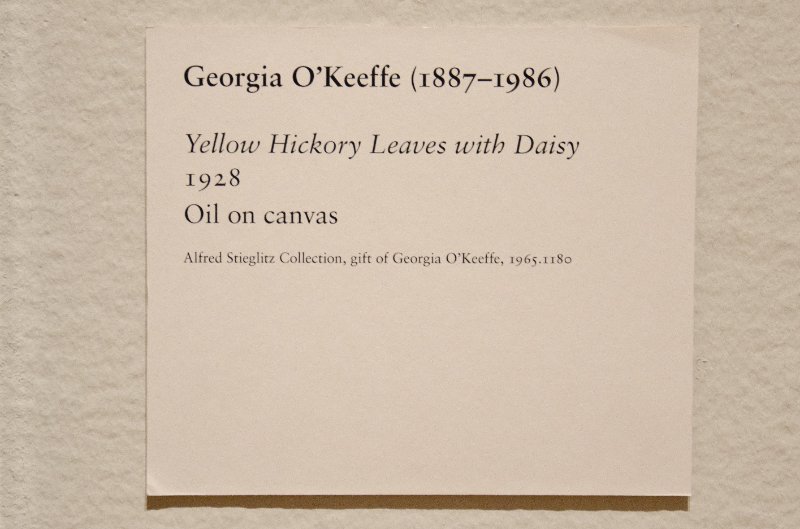 Georgia O’Keeffe (1887–1986)
Yellow Hickory Leaves with Daisy
1928
Oil on canvas
Alfred Stieglitz Collection, gift of Georgia O’Keeffe, 1965.1180